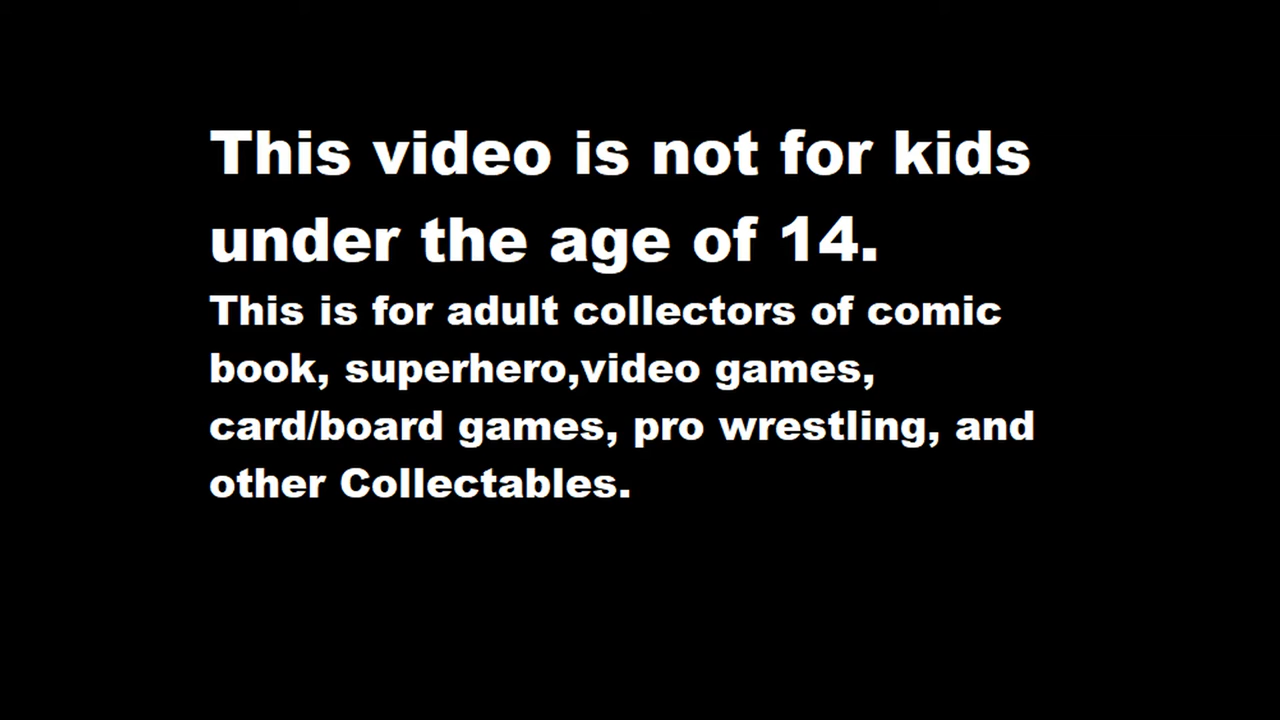 This video is not for kids
under the age of 14.
This is for adult collectors of comic
book, superhero,video games,
card/board games, pro wrestling, and
other Collectables.